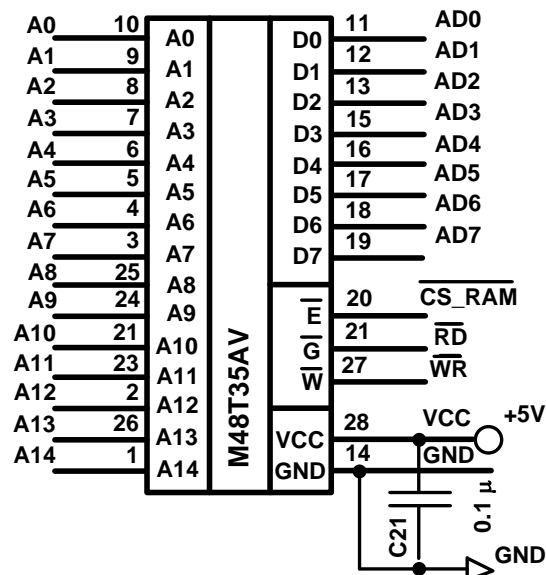 A0 10 A0 D0 11 AD0
A1 9 A1 D1 12 AD1
A2 8 A2 D2 13 AD2
A3 7 A3 D3 15 AD3
A4 6 A4 D4 16 AD4
A5 5 A5 D5 17 AD5
A6 4 A6 D6 18 AD6
A7 3 A7 D7 19 AD7
A8 25 A8
A9 24 A9 E 20 CS_RAM
A10 21 A10 G 21 RD
A11 23 A11 W 27 WR
A12 2 A12
A13 26 A13 VCC 28 VCC +5V
A14 1 A14 GND 14 GND
M48T35AV
C21 0.1 μ
GND